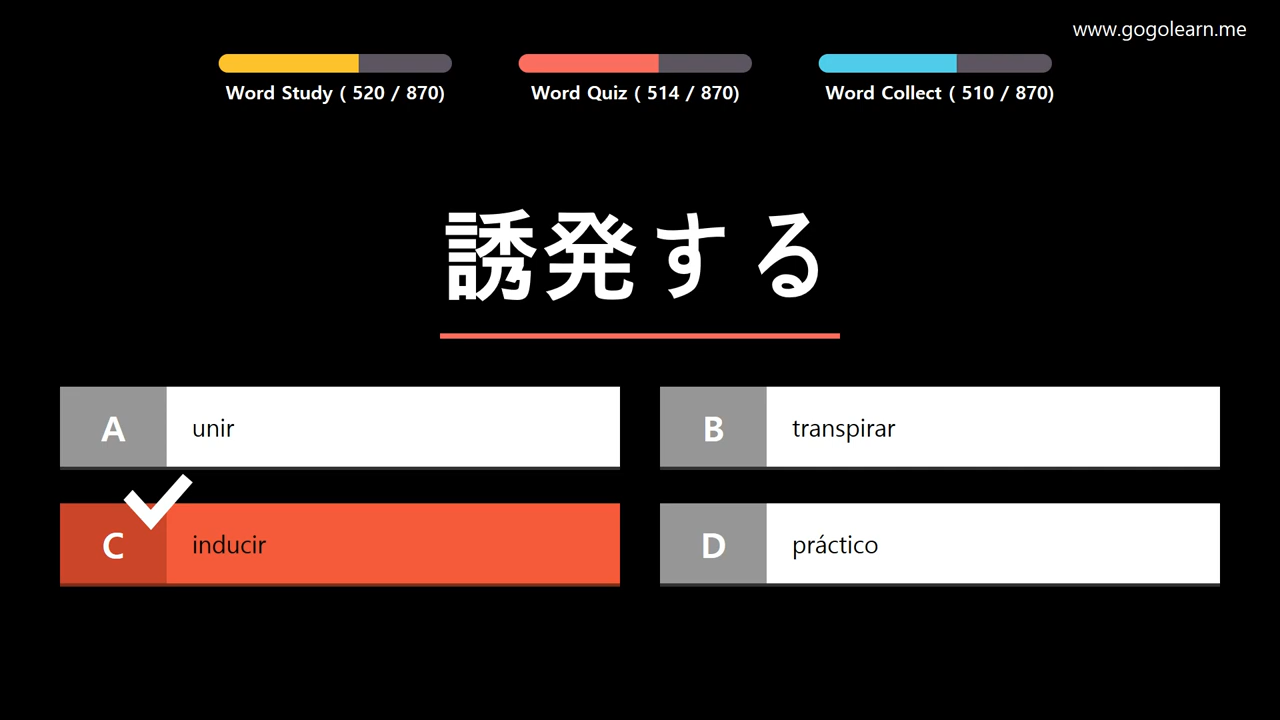 www.gogolearn.me
Word Study ( 520 / 870)
Word Quiz ( 514 / 870)
Word Collect ( 510 / 870)
誘発する
A unir
B transpirar
C inducir
D práctico